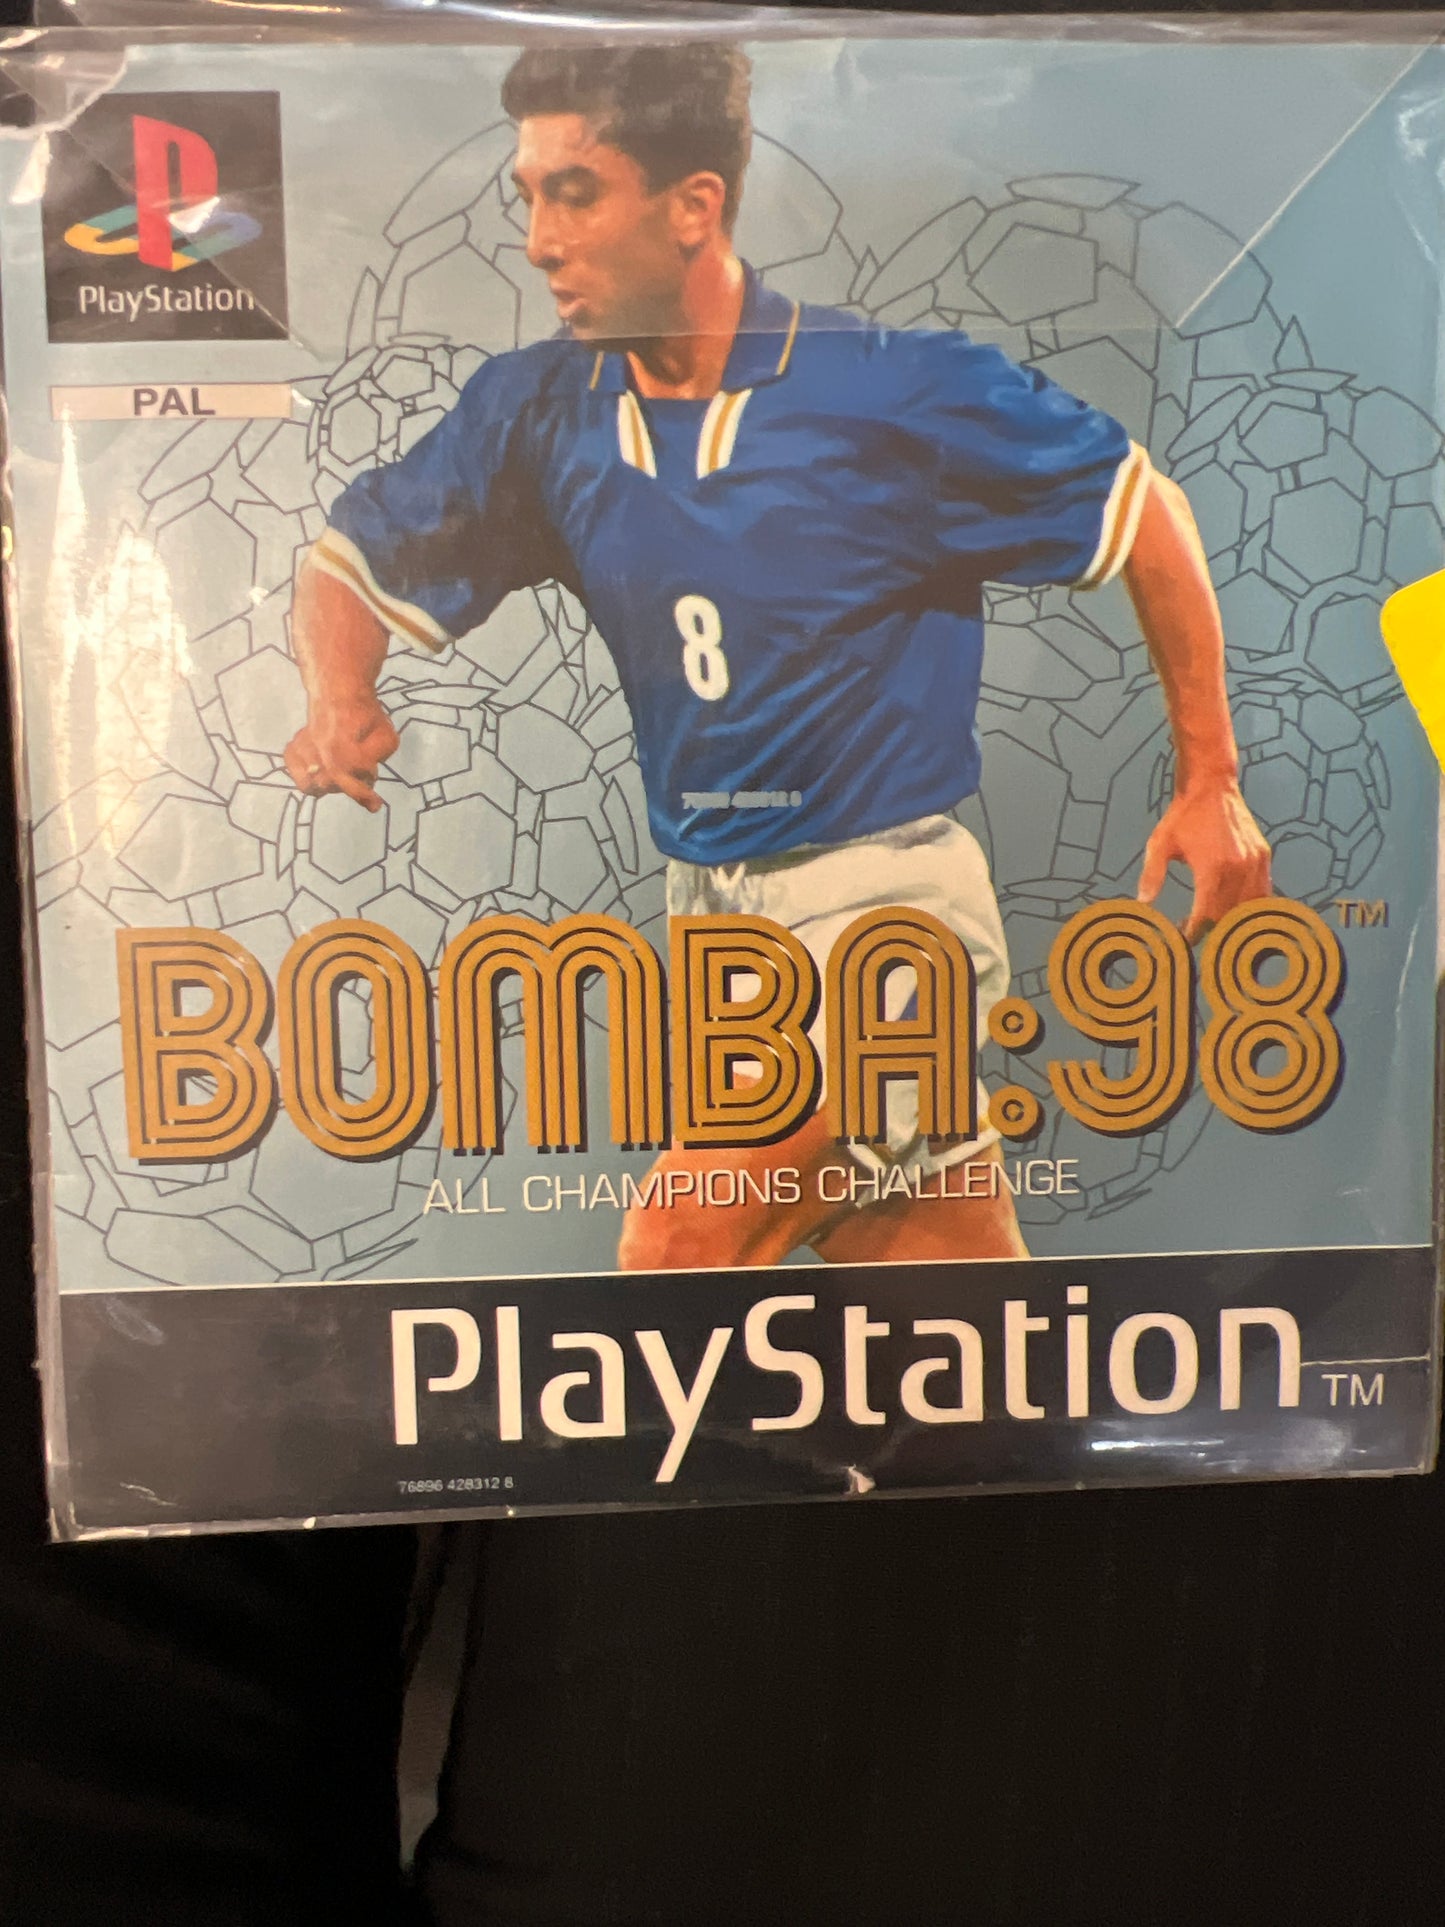 PlayStation
PAL
8
BOMBA:98™
ALL CHAMPIONS CHALLENGE
PlayStation™
76896 428312 8